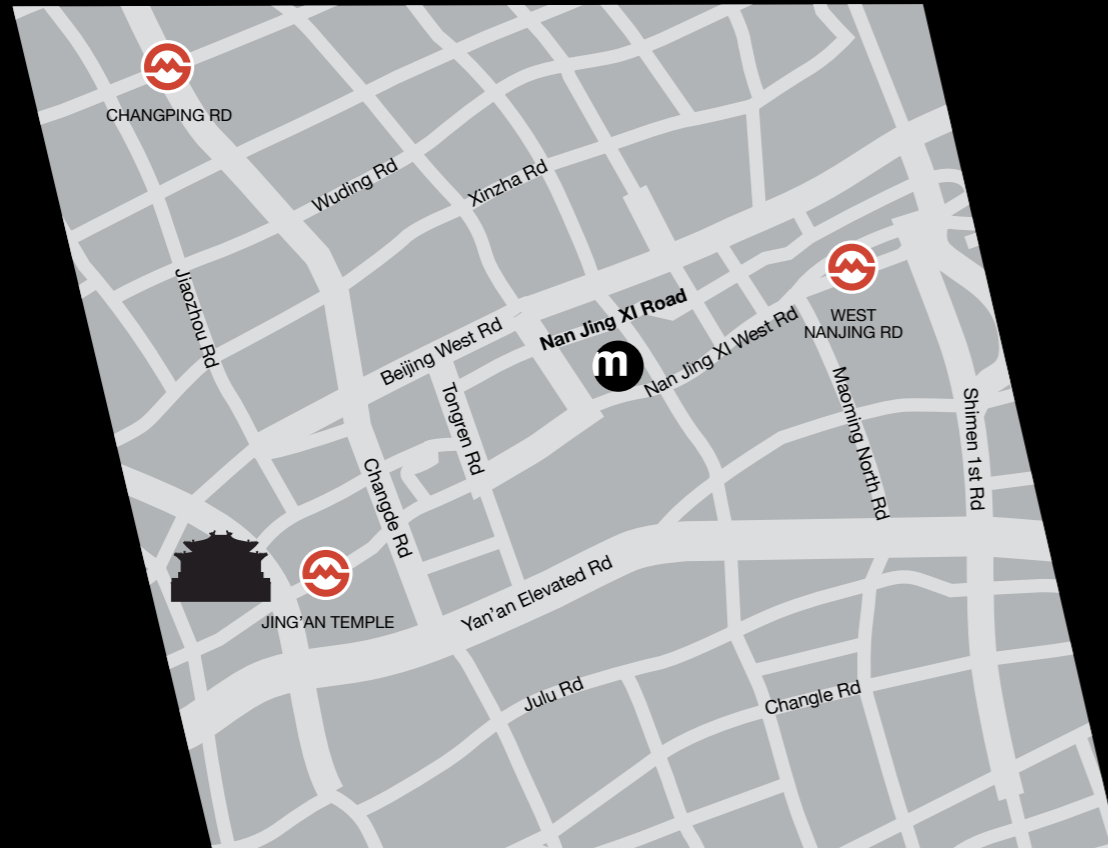 CHANGPING RD
Wuding Rd
Xinzha Rd
Jiaozhou Rd
Nan Jing XI Road
Beijing West Rd
m
Nan Jing XI West Rd
WEST
NANJING RD
Tongren Rd
Maoming North Rd
Shimen 1st Rd
Changde Rd
Yan'an Elevated Rd
JING'AN TEMPLE
Julu Rd
Changle Rd